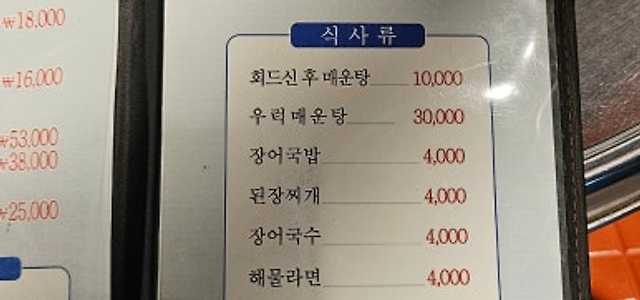 ₩18,000
₩16,000
₩53,000
₩38,000
₩25,000
식사류
회드신후 매운탕 10,000
우럭매운탕 30,000
장어국밥 4,000
된장찌개 4,000
장어국수 4,000
해물라면 4,000